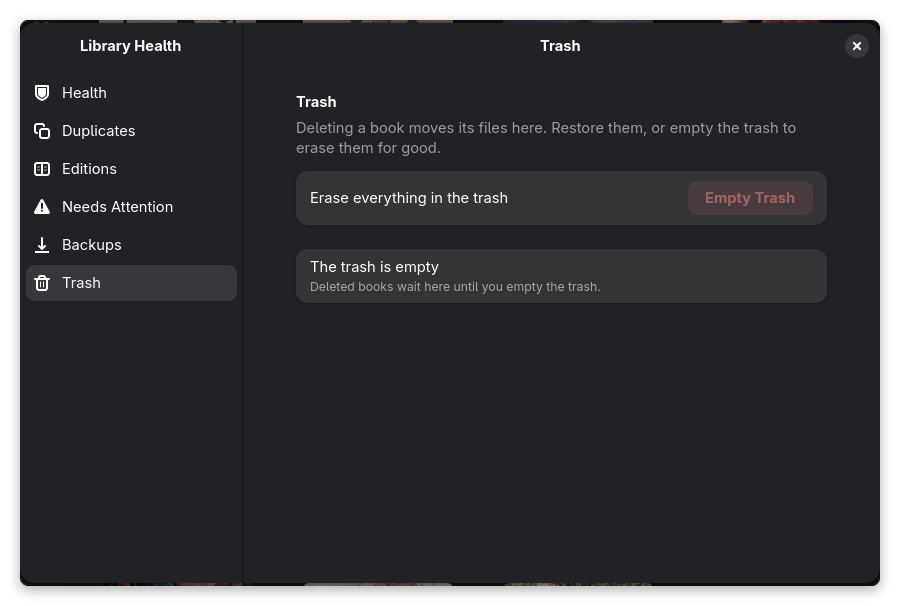 Library Health
Trash
Health
Duplicates
Editions
Needs Attention
Backups
Trash
Trash
Deleting a book moves its files here. Restore them, or empty the trash to
erase them for good.
Erase everything in the trash
Empty Trash
The trash is empty
Deleted books wait here until you empty the trash.